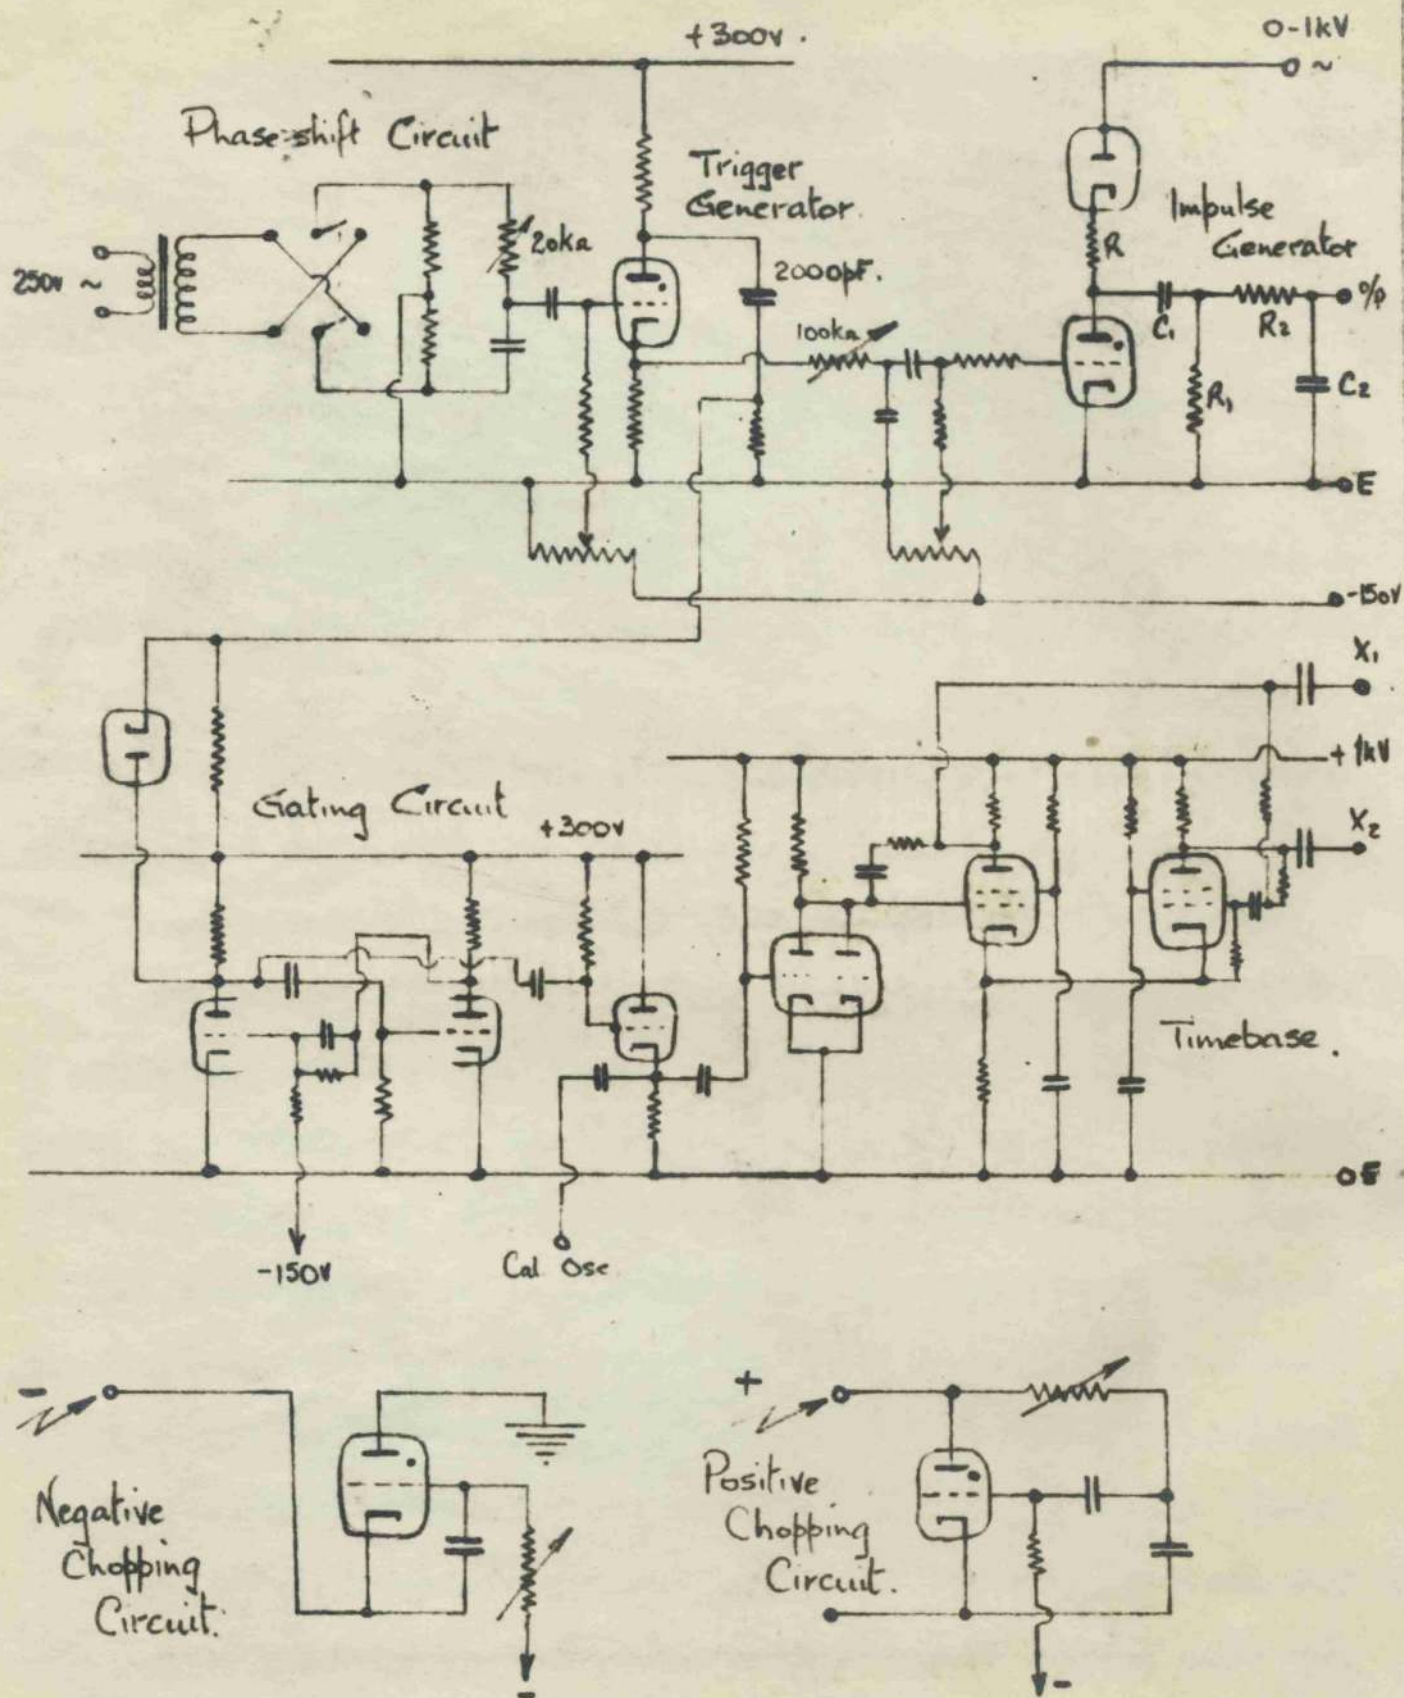 +300V.
0-1kV
~
Phase-shift Circuit
Trigger
Generator.
Impulse
Generator
250V ~
20kΩ
2000pF.
100kΩ
R
C₁
R₂
R₁
C₂
o/p
E
-150V
X₁
+1kV
X₂
Gating Circuit
+300V
Timebase.
E
-150V
Cal Osc
-
Negative
Chopping
Circuit.
-
+
Positive
Chopping
Circuit.
-